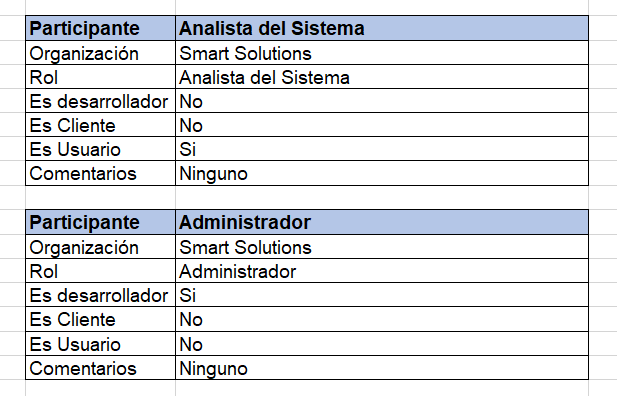 Participante Analista del Sistema
Organización Smart Solutions
Rol Analista del Sistema
Es desarrollador No
Es Cliente No
Es Usuario Si
Comentarios Ninguno
Participante Administrador
Organización Smart Solutions
Rol Administrador
Es desarrollador Si
Es Cliente No
Es Usuario No
Comentarios Ninguno